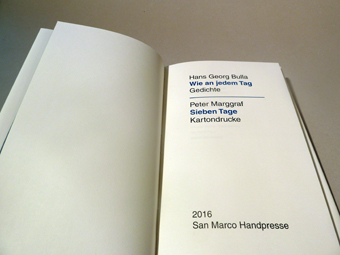 Hans Georg Bulla
Wie an jedem Tag
Gedichte
Peter Marggraf
Sieben Tage
Kartondrucke
2016
San Marco Handpresse